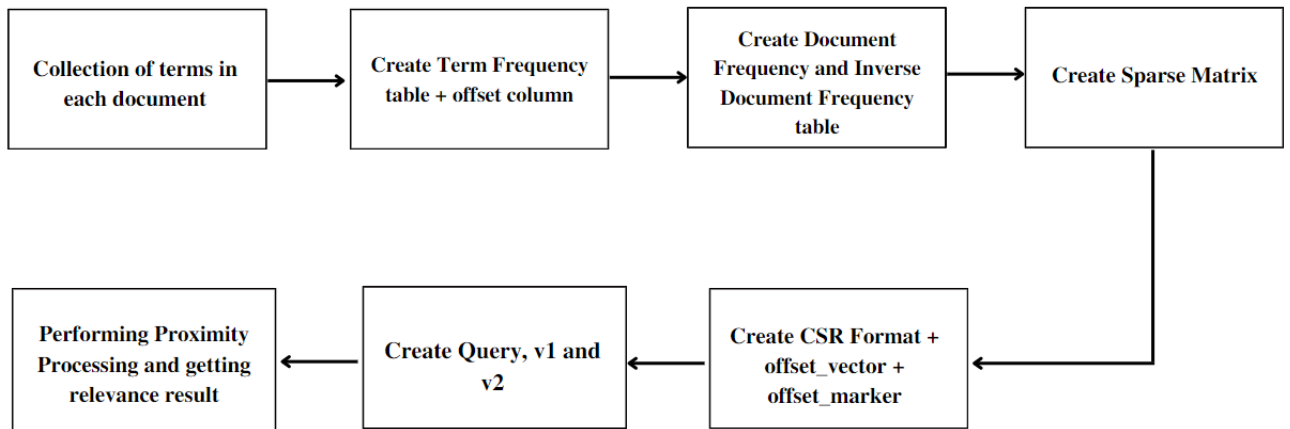 Collection of terms in
each document
Create Term Frequency
table + offset column
Create Document
Frequency and Inverse
Document Frequency
table
Create Sparse Matrix
Create CSR Format +
offset_vector +
offset_marker
Create Query, v1 and
v2
Performing Proximity
Processing and getting
relevance result